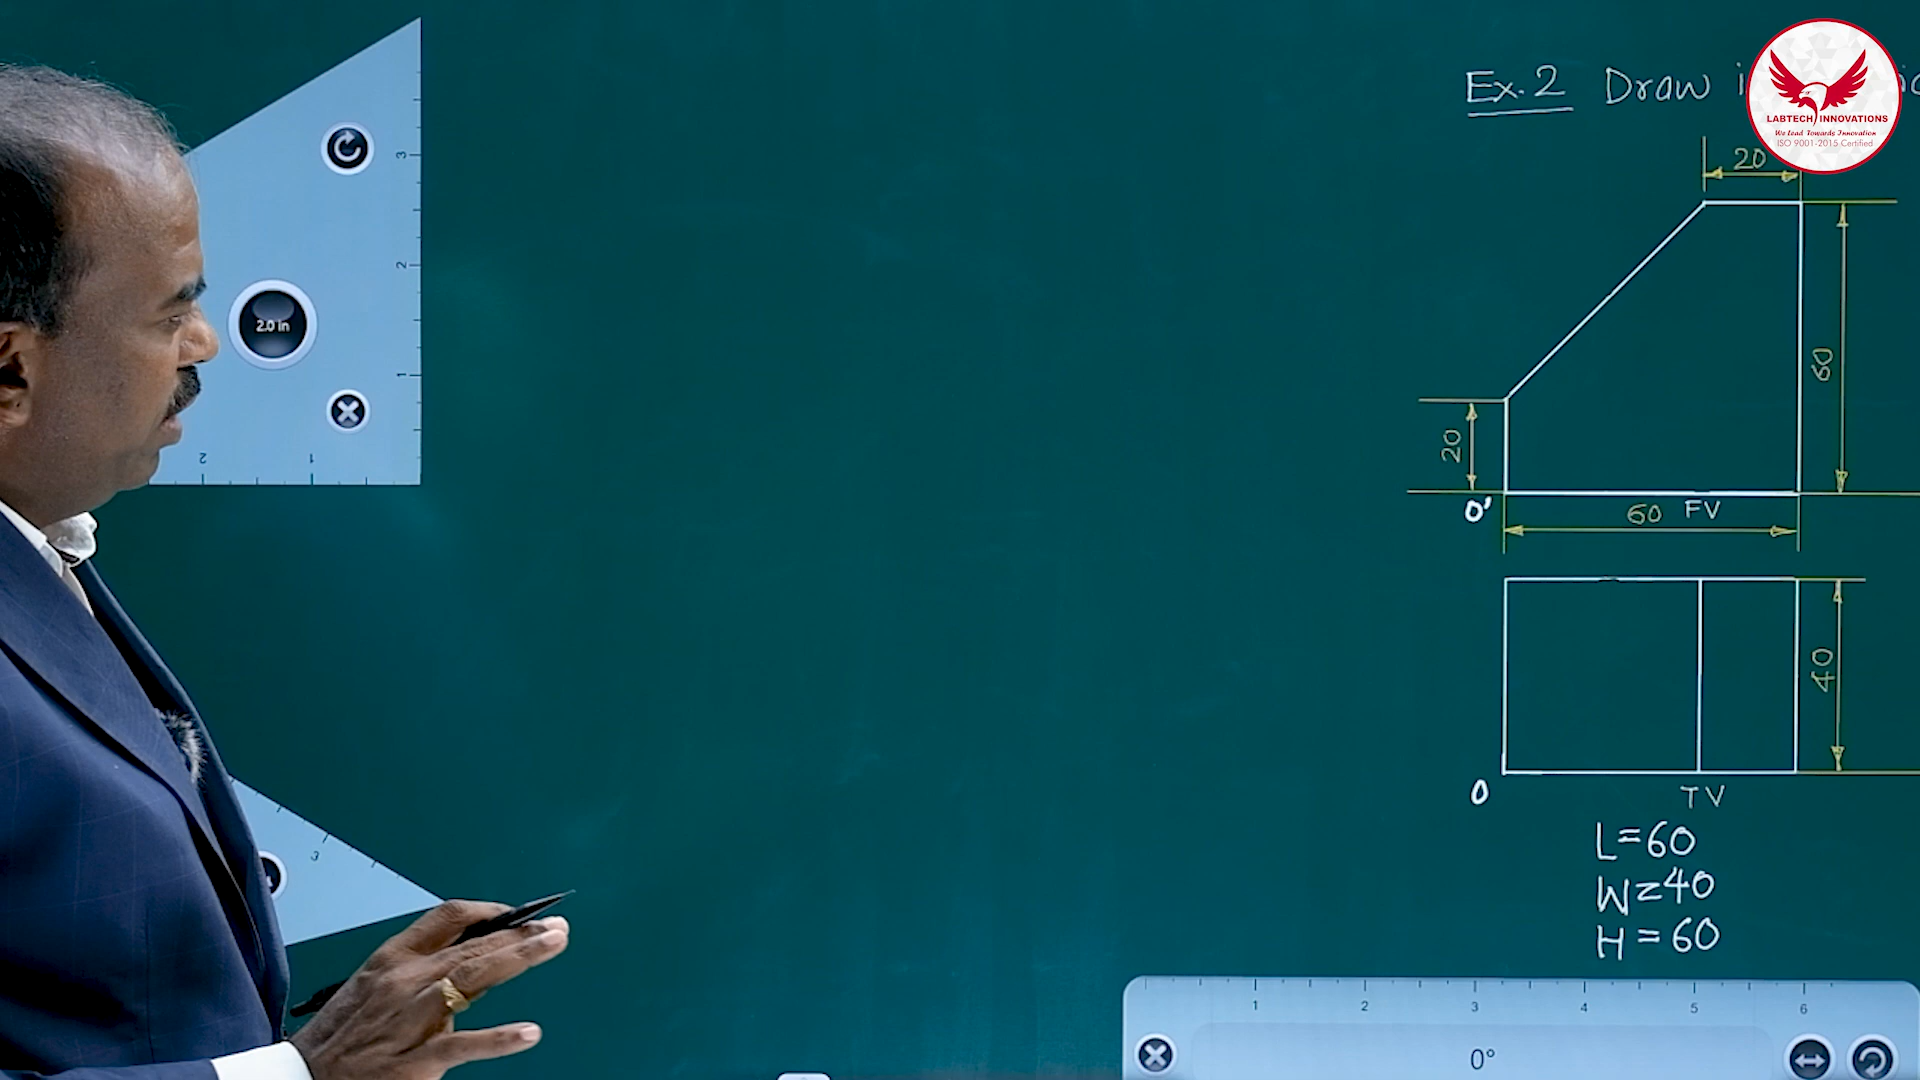 Ex.2 Draw
LABTECH INNOVATIONS
We Lead Towards Innovation
ISO 9001-2015 Certified
20
3
2
2.0 in
1
2 1
60
20
O'
60 FV
40
O
TV
L=60
W=40
H=60
3
1 2 3 4 5 6
0°